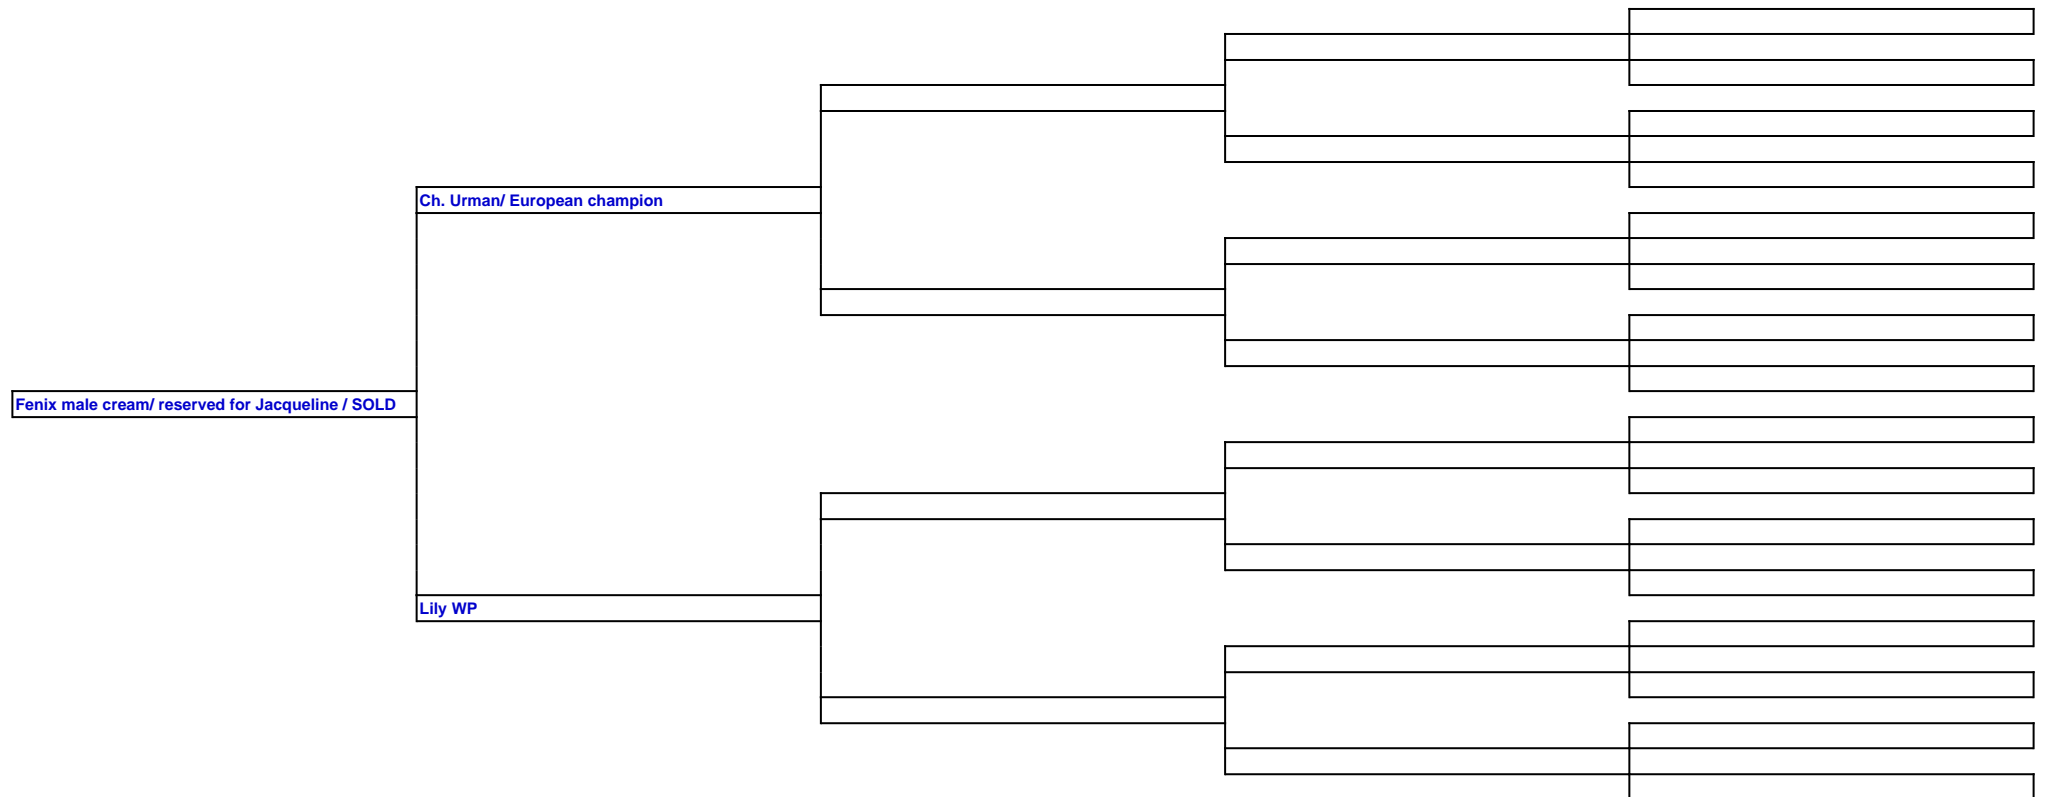 Ch. Urman/ European champion
Fenix male cream/ reserved for Jacqueline / SOLD
Lily WP